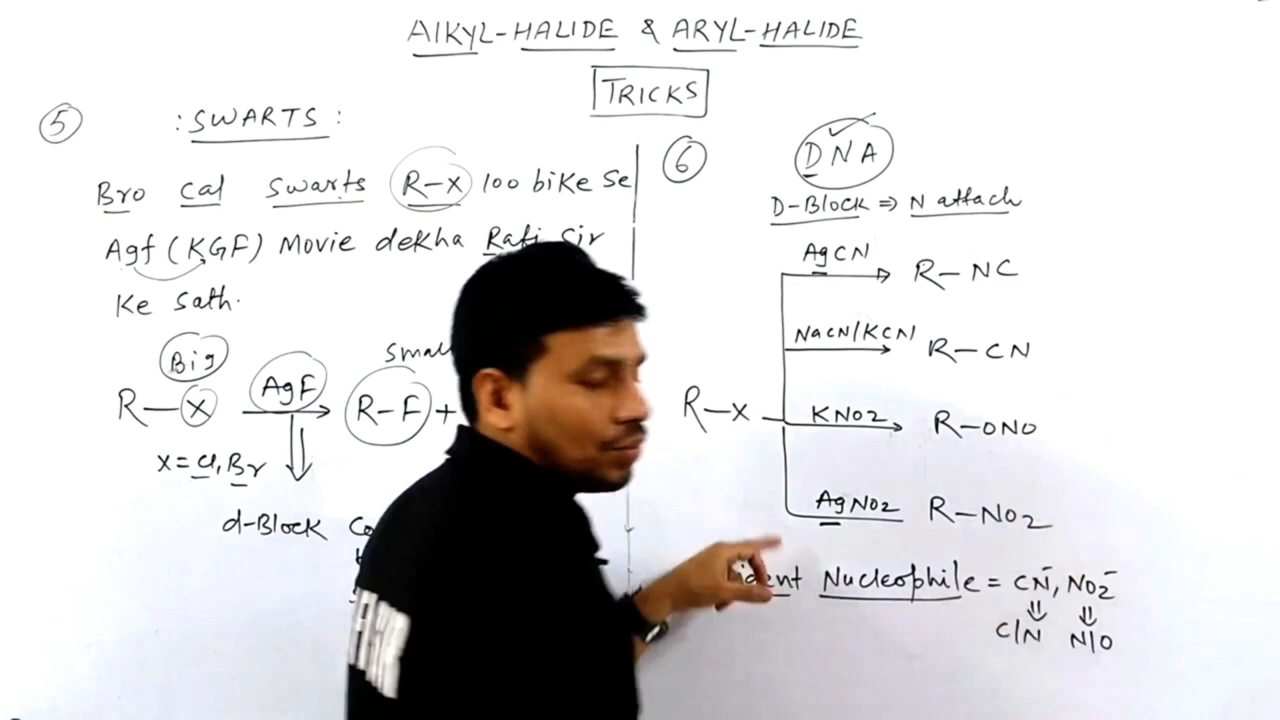 AlKYL-HALIDE & ARYL-HALIDE
TRICKS
5
:SWARTS:
Bro cal swarts R-X 100 bike se
Agf (KGF) Movie dekha Rafi Sir
Ke sath.
Big
Small
R-X AgF R-F +
X=Cl,Br
d-Block
6
DNA
D-Block ⇒ N attach
AgCN R-NC
NaCN/KCN R-CN
R-X KNO2 R-ONO
AgNO2 R-NO2
Nucleophile = CN⁻, NO2⁻
C/N N/O